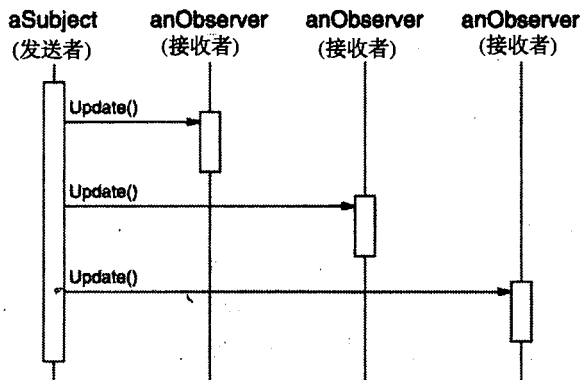 aSubject anObserver anObserver anObserver
(发送者) (接收者) (接收者) (接收者)
Update()
Update()
Update()